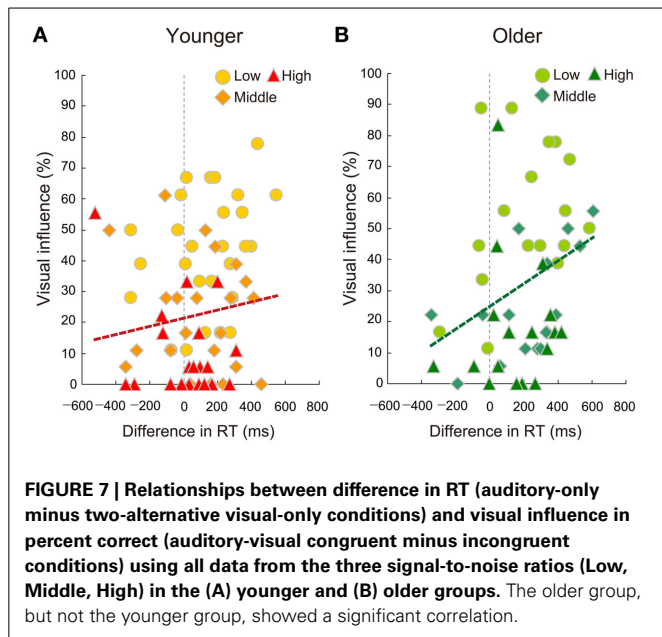 A Younger
B Older
Low High
Middle
Low High
Middle
Visual influence (%)
100
90
80
70
60
50
40
30
20
10
0
−600 −400 −200 0 200 400 600 800
Difference in RT (ms)
Visual influence (%)
100
90
80
70
60
50
40
30
20
10
0
−600 −400 −200 0 200 400 600 800
Difference in RT (ms)
FIGURE 7 | Relationships between difference in RT (auditory-only
minus two-alternative visual-only conditions) and visual influence in
percent correct (auditory-visual congruent minus incongruent
conditions) using all data from the three signal-to-noise ratios (Low,
Middle, High) in the (A) younger and (B) older groups. The older group,
but not the younger group, showed a significant correlation.